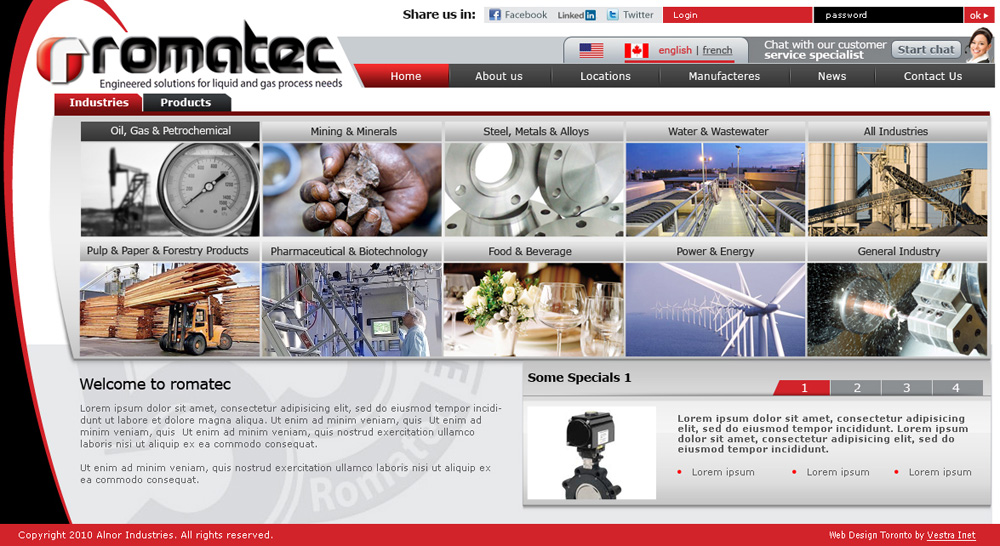 Share us in:
Facebook
Linked in
Twitter
Login
password
ok
romatec
Engineered solutions for liquid and gas process needs
english | french
Chat with our customer
service specialist
Start chat
Home
About us
Locations
Manufacteres
News
Contact Us
Industries
Products
Oil, Gas & Petrochemical
Mining & Minerals
Steel, Metals & Alloys
Water & Wastewater
All Industries
Pulp & Paper & Forestry Products
Pharmaceutical & Biotechnology
Food & Beverage
Power & Energy
General Industry
Welcome to romatec
Lorem ipsum dolor sit amet, consectetur adipisicing elit, sed do eiusmod tempor incidi-
dunt ut labore et dolore magna aliqua. Ut enim ad minim veniam, quis  Ut enim ad
minim veniam, quis  Ut enim ad minim veniam, quis nostrud exercitation ullamco
laboris nisi ut aliquip ex ea commodo consequat.
Ut enim ad minim veniam, quis nostrud exercitation ullamco laboris nisi ut aliquip ex
ea commodo consequat.
Some Specials 1
1
2
3
4
Lorem ipsum dolor sit amet, consectetur adipisicing
elit, sed do eiusmod tempor incididunt. Lorem ipsum
dolor sit amet, consectetur adipisicing elit, sed do
eiusmod tempor incididunt.
Lorem ipsum
Lorem ipsum
Lorem ipsum
Copyright 2010 Alnor Industries. All rights reserved.
Web Design Toronto by Vestra Inet